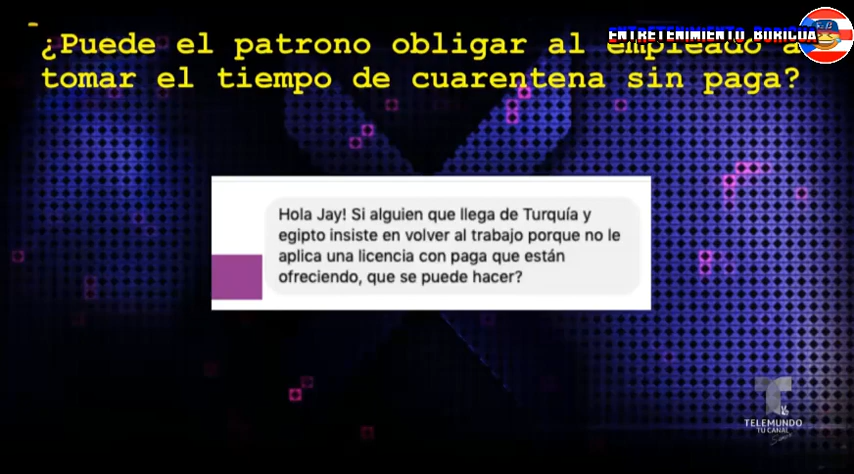 ENTRETENIMIENTO BORICUA
¿Puede el patrono obligar al empleado a
tomar el tiempo de cuarentena sin paga?
Hola Jay! Si alguien que llega de Turquía y
egipto insiste en volver al trabajo porque no le
aplica una licencia con paga que están
ofreciendo, que se puede hacer?
TELEMUNDO
TU CANAL